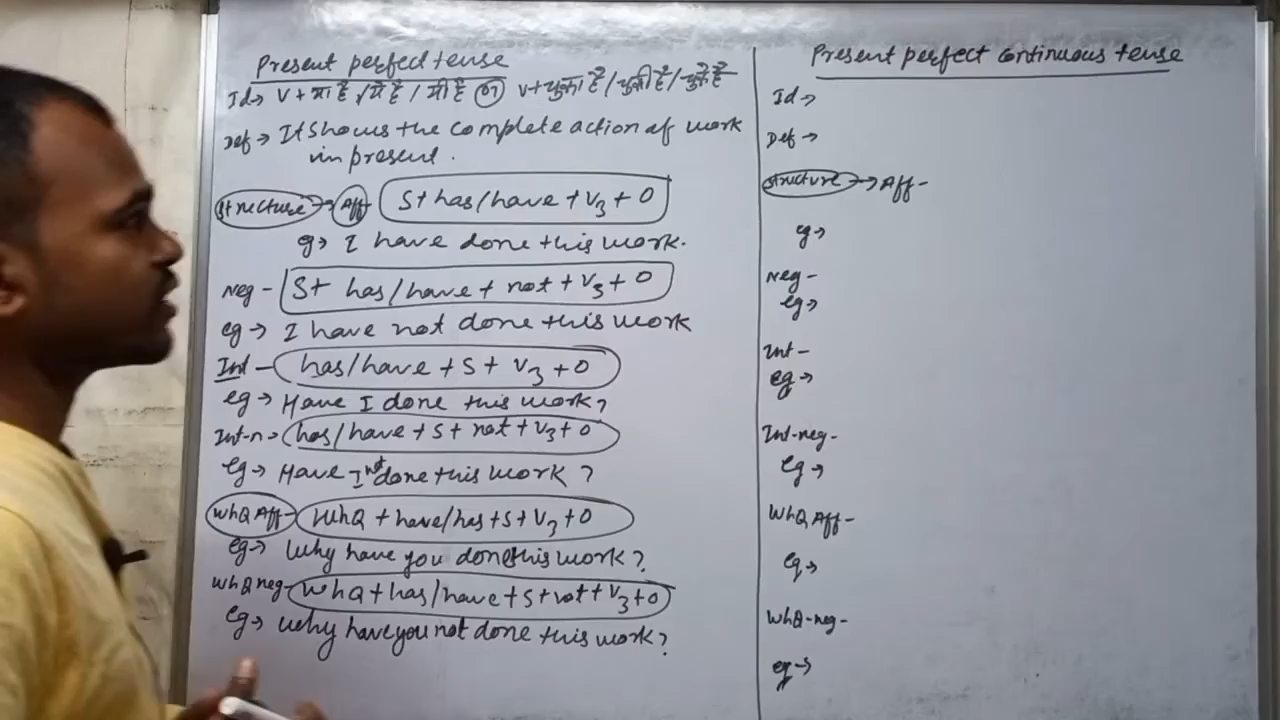 Present perfect tense
Id → V + या है / ये है / यी है or V + चुका है / चुकी है / चुके है
Def → It shows the complete action of work
in present.
Structure → Aff S + has/have + V3 + O
eg → I have done this work.
Neg - S + has/have + not + V3 + O
eg → I have not done this work
Int - has/have + S + V3 + O
eg → Have I done this work?
Int-n → has/have + S + not + V3 + O
eg → Have I not done this work?
WhQ Aff - WhQ + have/has + S + V3 + O
eg → Why have you done this work?
WhQ neg - WhQ + has/have + S + not + V3 + O
eg → Why have you not done this work?
Present perfect continuous tense
Id →
Def →
Structure → Aff -
eg →
Neg -
eg →
Int -
eg →
Int-neg -
eg →
WhQ Aff -
eg →
WhQ-neg -
eg →